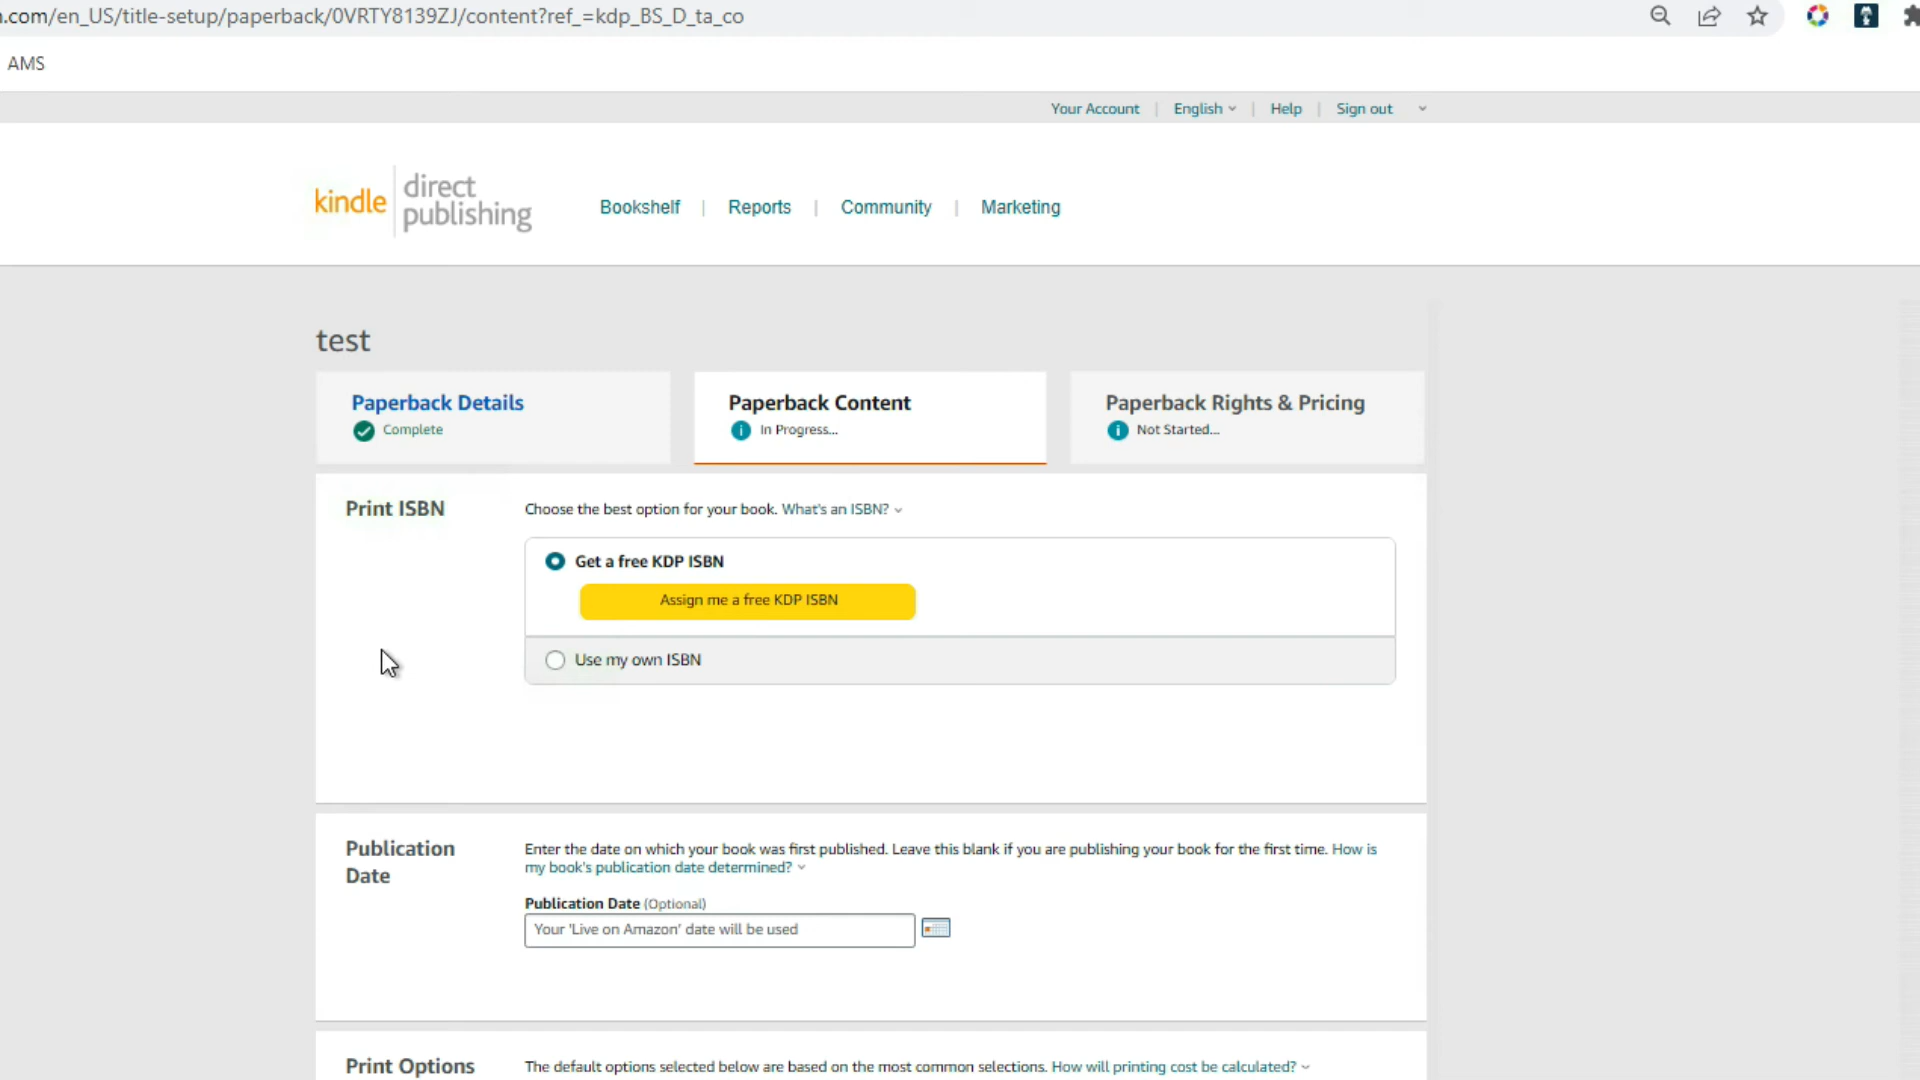 .com/en_US/title-setup/paperback/0VRTY8139ZJ/content?ref_=kdp_BS_D_ta_co
AMS
Your Account | English | Help | Sign out
kindle direct publishing
Bookshelf | Reports | Community | Marketing
test
Paperback Details
Complete
Paperback Content
In Progress...
Paperback Rights & Pricing
Not Started...
Print ISBN
Choose the best option for your book. What's an ISBN?
Get a free KDP ISBN
Assign me a free KDP ISBN
Use my own ISBN
Publication Date
Enter the date on which your book was first published. Leave this blank if you are publishing your book for the first time. How is
my book's publication date determined?
Publication Date (Optional)
Your 'Live on Amazon' date will be used
Print Options
The default options selected below are based on the most common selections. How will printing cost be calculated?